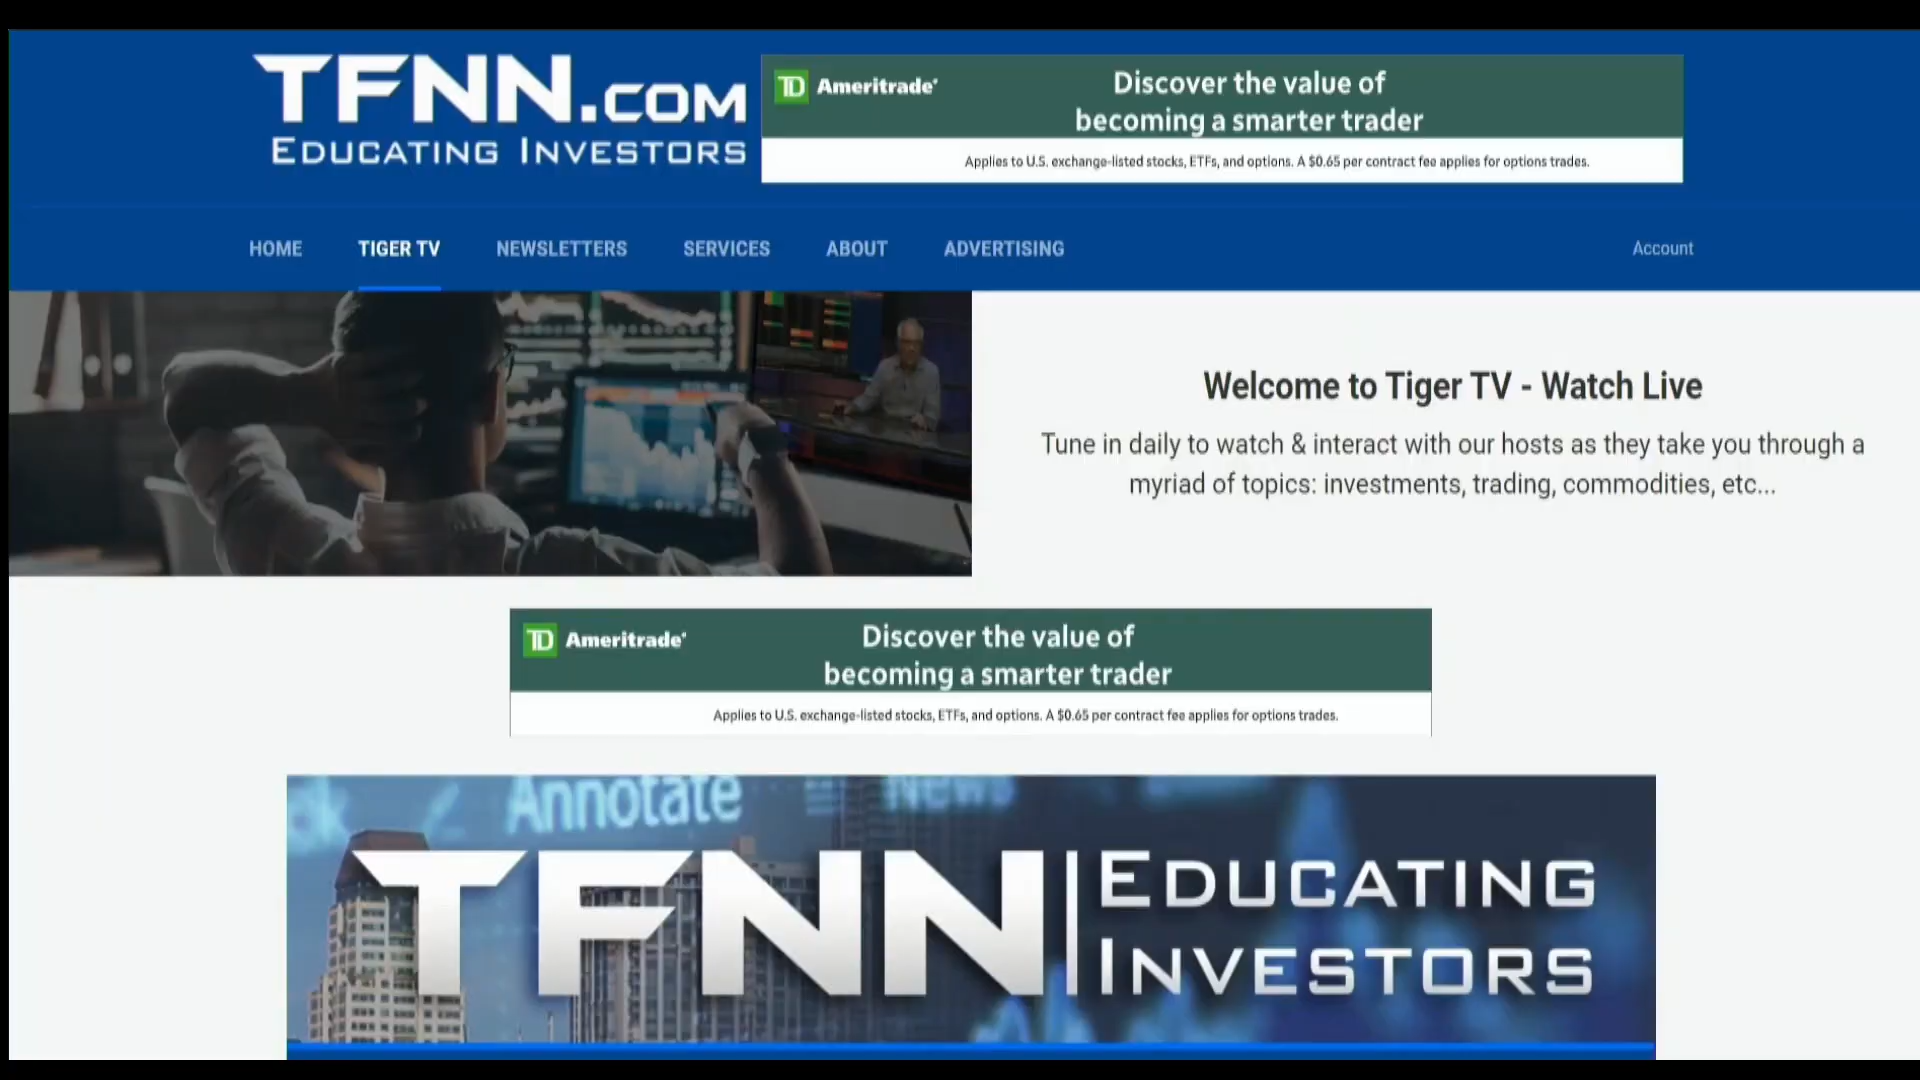 TFNN.COM
EDUCATING INVESTORS
TD Ameritrade
Discover the value of
becoming a smarter trader
Applies to U.S. exchange-listed stocks, ETFs, and options. A $0.65 per contract fee applies for options trades.
HOME TIGER TV NEWSLETTERS SERVICES ABOUT ADVERTISING Account
Welcome to Tiger TV - Watch Live
Tune in daily to watch & interact with our hosts as they take you through a
myriad of topics: investments, trading, commodities, etc...
TD Ameritrade
Discover the value of
becoming a smarter trader
Applies to U.S. exchange-listed stocks, ETFs, and options. A $0.65 per contract fee applies for options trades.
Annotate News
TFNN EDUCATING
INVESTORS